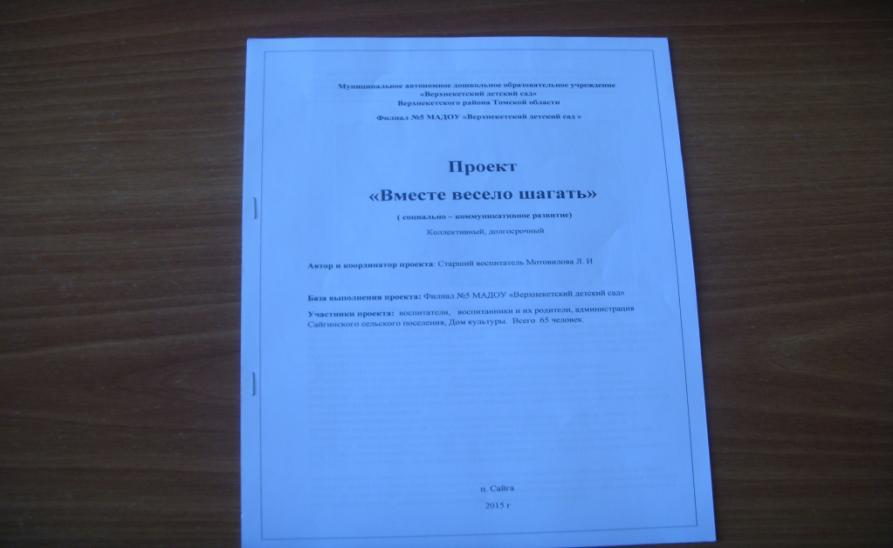 Муниципальное автономное дошкольное образовательное учреждение
«Верхнекетский детский сад»
Верхнекетского района Томской области
Филиал №5 МАДОУ «Верхнекетский детский сад »
Проект
«Вместе весело шагать»
( социально – коммуникативное развитие)
Коллективный, долгосрочный
Автор и координатор проекта: Старший воспитатель Мотовилова Л. И
База выполнения проекта: Филиал №5 МАДОУ «Верхнекетский детский сад»
Участники проекта: воспитатели, воспитанники и их родители, администрация
Сайгинского сельского поселения, Дом культуры. Всего 65 человек.
п. Сайга
2015 г